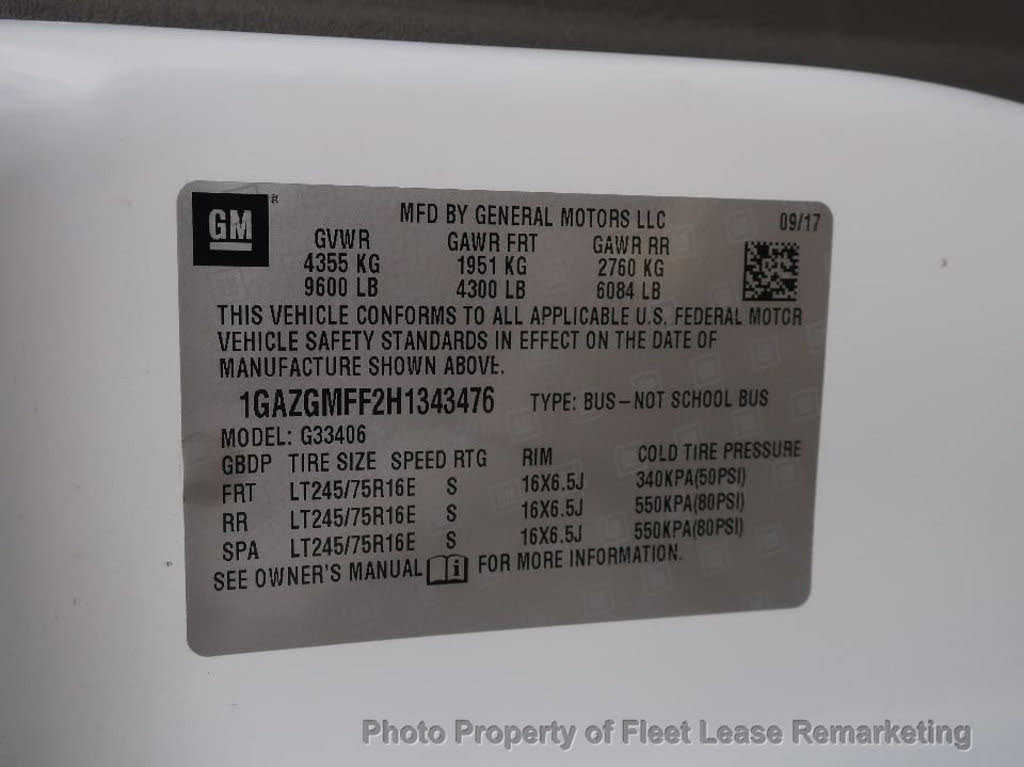 GM ®
MFD BY GENERAL MOTORS LLC 09/17
GVWR GAWR FRT GAWR RR
4355 KG 1951 KG 2760 KG
9600 LB 4300 LB 6084 LB
THIS VEHICLE CONFORMS TO ALL APPLICABLE U.S. FEDERAL MOTOR
VEHICLE SAFETY STANDARDS IN EFFECT ON THE DATE OF
MANUFACTURE SHOWN ABOVE.
1GAZGMFF2H1343476 TYPE: BUS-NOT SCHOOL BUS
MODEL: G33406
GBDP TIRE SIZE SPEED RTG RIM COLD TIRE PRESSURE
FRT LT245/75R16E S 16X6.5J 340KPA(50PSI)
RR LT245/75R16E S 16X6.5J 550KPA(80PSI)
SPA LT245/75R16E S 16X6.5J 550KPA(80PSI)
SEE OWNER'S MANUAL i FOR MORE INFORMATION.
Photo Property of Fleet Lease Remarketing